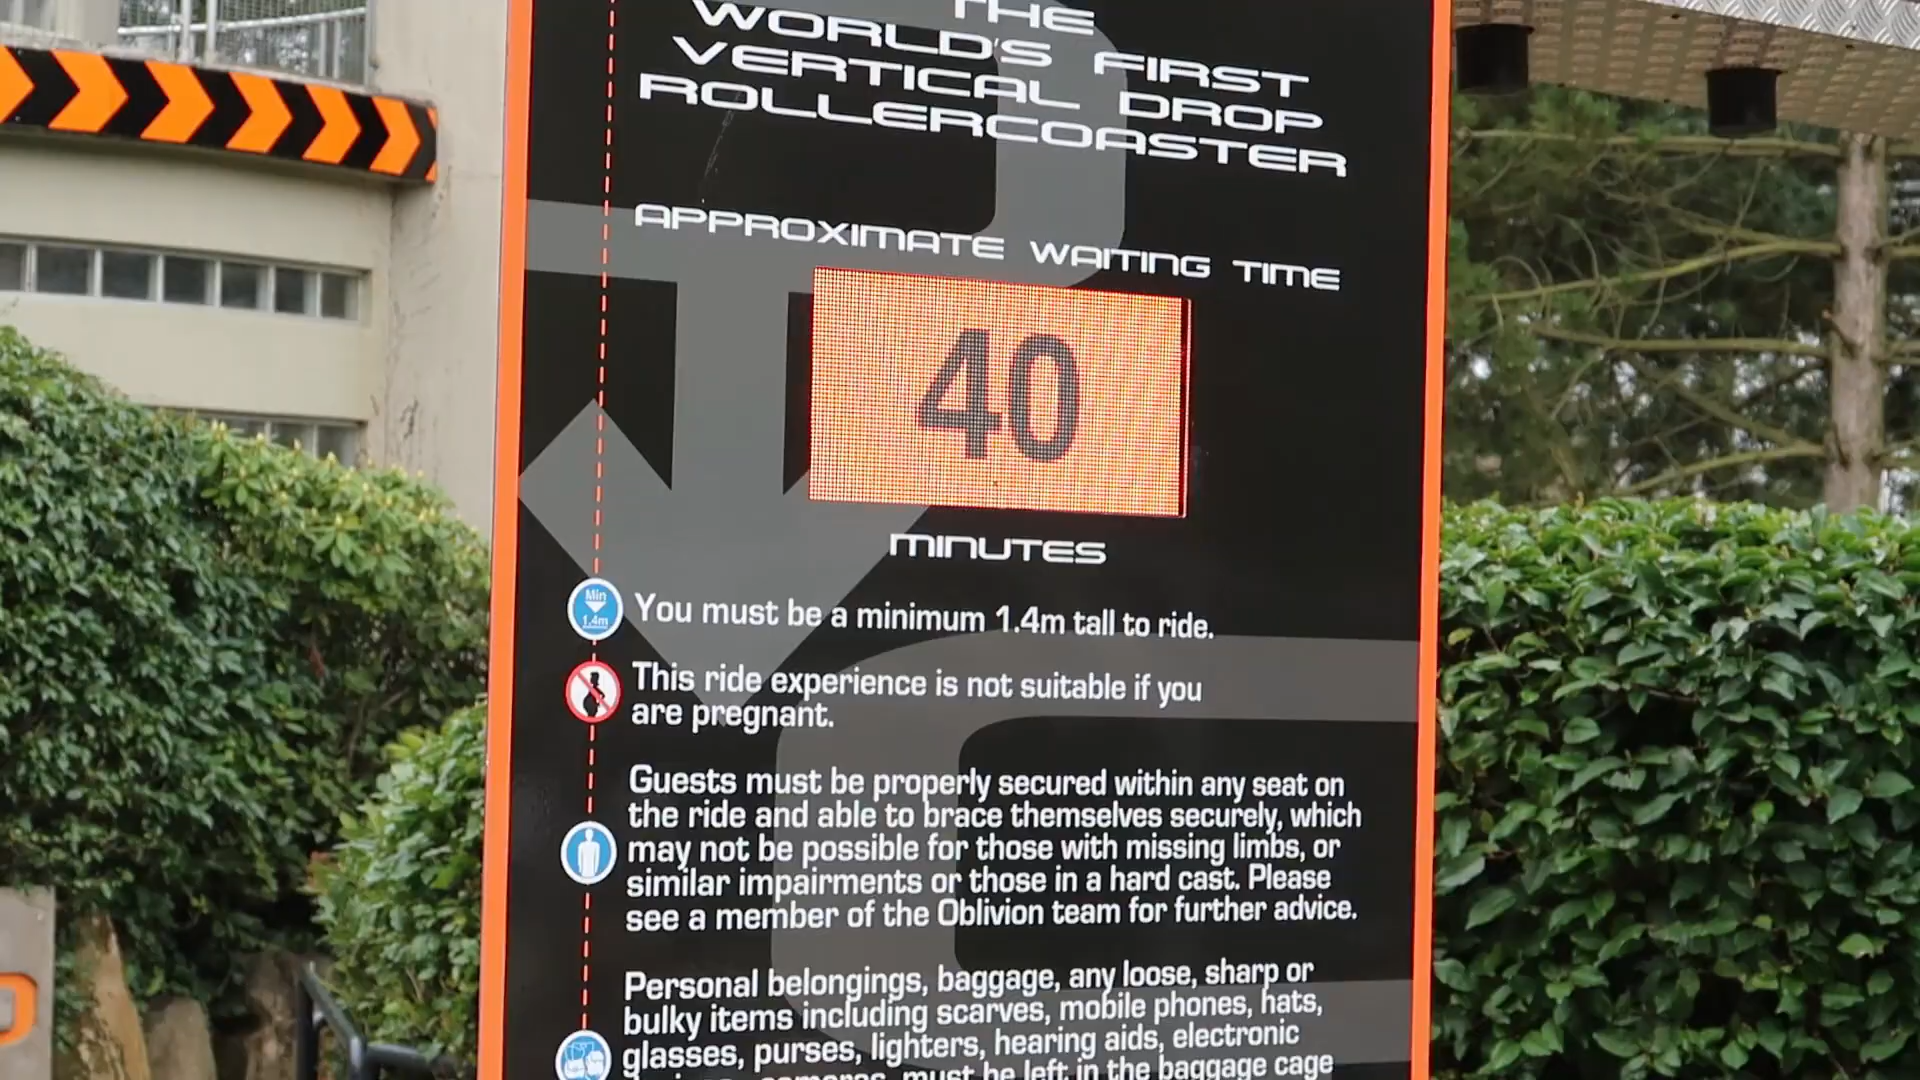 THE
WORLD'S FIRST
VERTICAL DROP
ROLLERCOASTER
APPROXIMATE WAITING TIME
40
MINUTES
Min
1.4m
You must be a minimum 1.4m tall to ride.
This ride experience is not suitable if you
are pregnant.
Guests must be properly secured within any seat on
the ride and able to brace themselves securely, which
may not be possible for those with missing limbs, or
similar impairments or those in a hard cast. Please
see a member of the Oblivion team for further advice.
Personal belongings, baggage, any loose, sharp or
bulky items including scarves, mobile phones, hats,
glasses, purses, lighters, hearing aids, electronic
cameras, must be left in the baggage cage